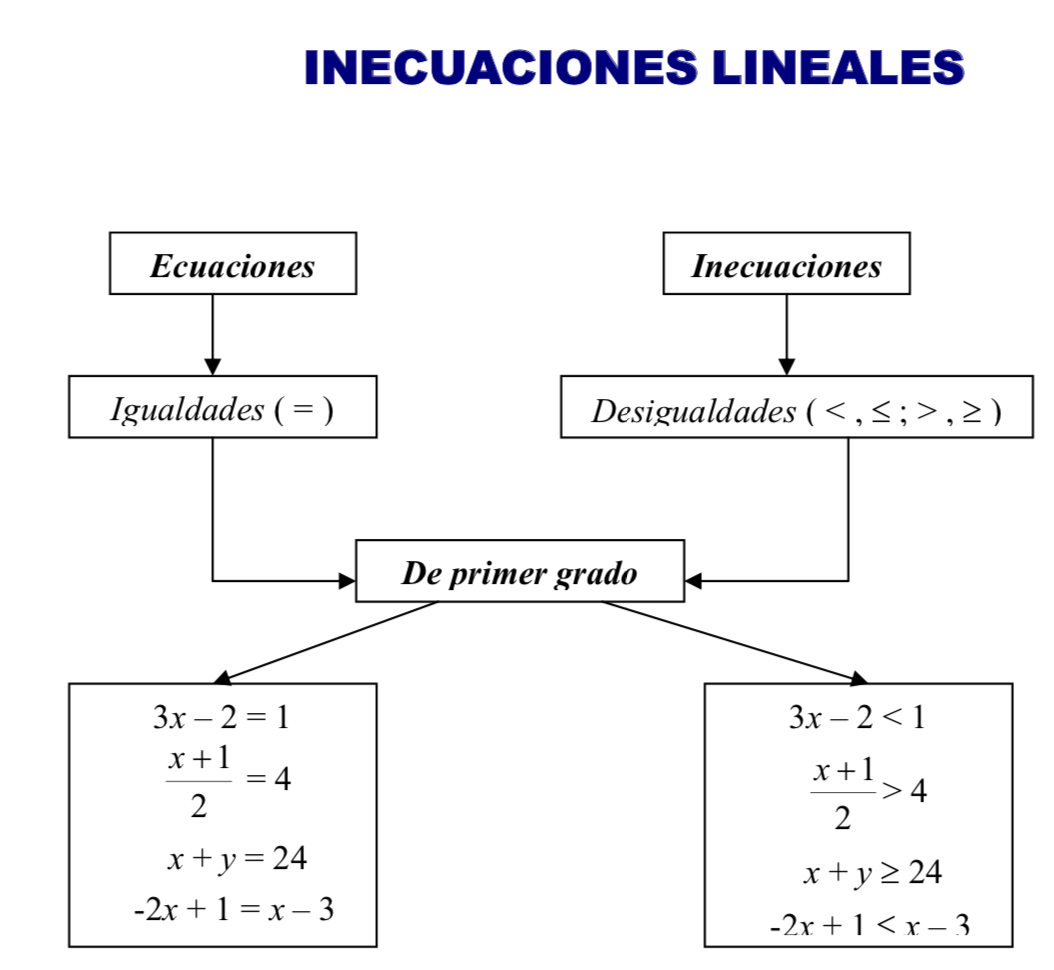 INECUACIONES LINEALES
Ecuaciones
Inecuaciones
Igualdades ( = )
Desigualdades ( < , ≤ ; > , ≥ )
De primer grado
3x – 2 = 1
x + 1
= 4
2
x + y = 24
-2x + 1 = x – 3
3x – 2 < 1
x + 1
> 4
2
x + y ≥ 24
-2x + 1 < x – 3